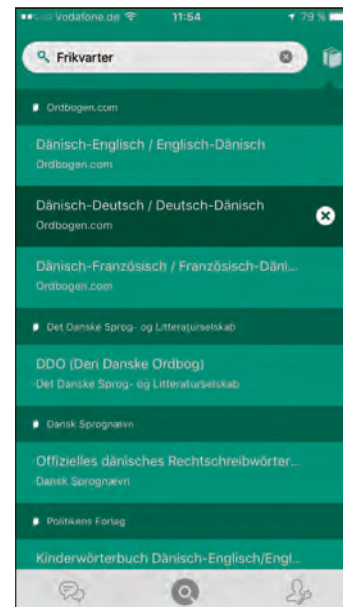 Vodafone.de 11:54 79 %
Frikvarter
Ordbogen.com
Dänisch-Englisch / Englisch-Dänisch
Ordbogen.com
Dänisch-Deutsch / Deutsch-Dänisch
Ordbogen.com
Dänisch-Französisch / Französisch-Däni...
Ordbogen.com
Det Danske Sprog- og Litteraturselskab
DDO (Den Danske Ordbog)
Det Danske Sprog- og Litteraturselskab
Dansk Sprognævn
Offizielles dänisches Rechtschreibwörter...
Dansk Sprognævn
Politikens Forlag
Kinderwörterbuch Dänisch-Englisch/Engl...